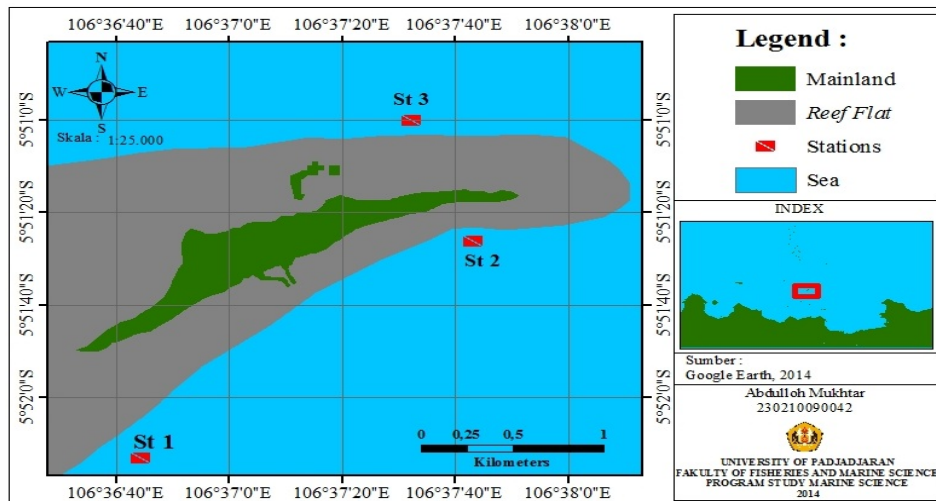 106°36'40"E 106°37'0"E 106°37'20"E 106°37'40"E 106°38'0"E
5°51'0"S
5°51'20"S
5°51'40"S
5°52'0"S
N
W E
S
Skala : 1:25.000
St 3
St 2
St 1
0 0,25 0,5 1
Kilometers
5°51'0"S
5°51'20"S
5°51'40"S
5°52'0"S
106°36'40"E 106°37'0"E 106°37'20"E 106°37'40"E 106°38'0"E
Legend :
Mainland
Reef Flat
Stations
Sea
INDEX
Sumber :
Google Earth, 2014
Abdulloh Mukhtar
230210090042
UNIVERSITY OF PADJADJARAN
FAKULTY OF FISHERIES AND MARINE SCIENCE
PROGRAM STUDY MARINE SCIENCE
2014